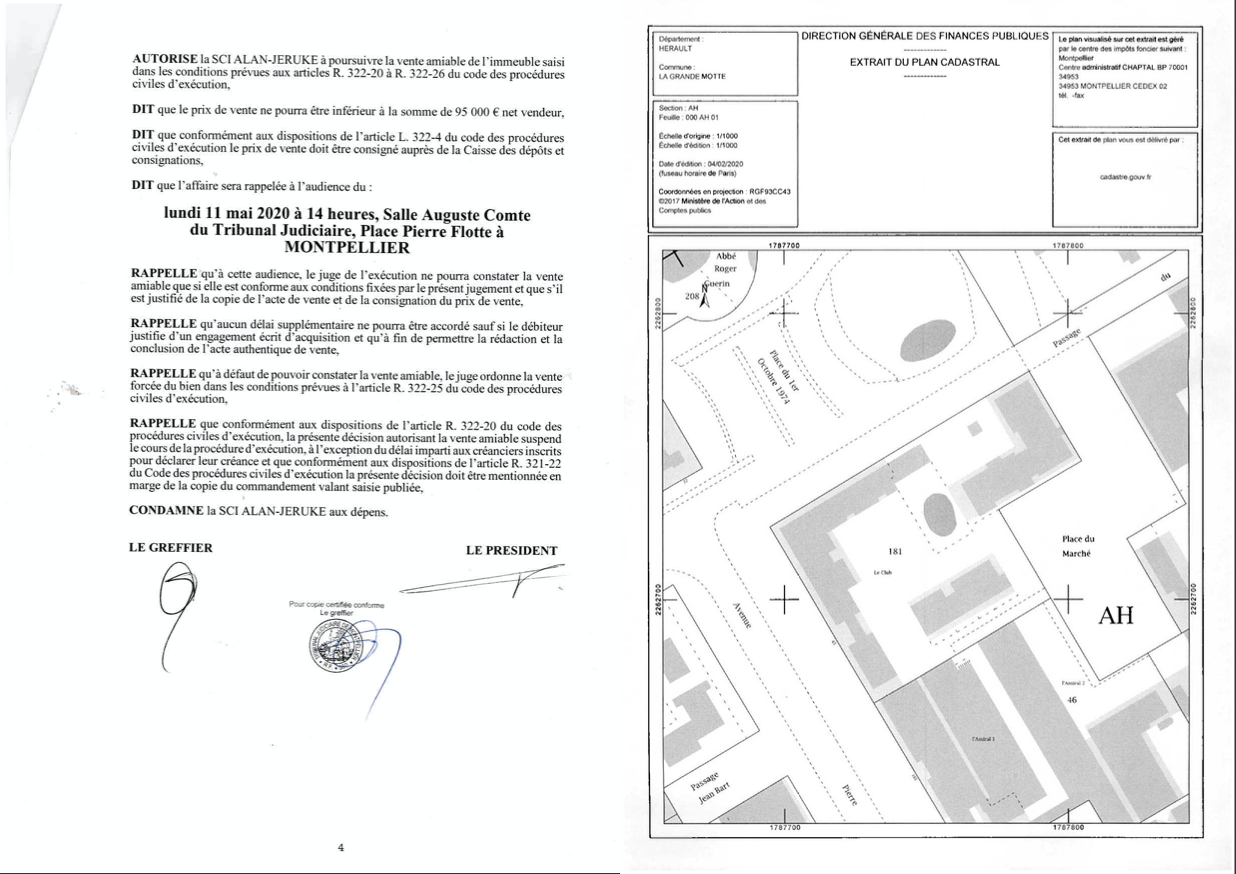 AUTORISE la SCI ALAN-JERUKE à poursuivre la vente amiable de l'immeuble saisi
dans les conditions prévues aux articles R. 322-20 à R. 322-26 du code des procédures
civiles d'exécution,
DIT que le prix de vente ne pourra être inférieur à la somme de 95 000 € net vendeur,
DIT que conformément aux dispositions de l'article L. 322-4 du code des procédures
civiles d'exécution le prix de vente doit être consigné auprès de la Caisse des dépôts et
consignations,
DIT que l'affaire sera rappelée à l'audience du :
lundi 11 mai 2020 à 14 heures, Salle Auguste Comte
du Tribunal Judiciaire, Place Pierre Flotte à
MONTPELLIER
RAPPELLE qu'à cette audience, le juge de l'exécution ne pourra constater la vente
amiable que si elle est conforme aux conditions fixées par le présent jugement et que s'il
est justifié de la copie de l'acte de vente et de la consignation du prix de vente,
RAPPELLE qu'aucun délai supplémentaire ne pourra être accordé sauf si le débiteur
justifie d'un engagement écrit d'acquisition et qu'à fin de permettre la rédaction et la
conclusion de l'acte authentique de vente,
RAPPELLE qu'à défaut de pouvoir constater la vente amiable, le juge ordonne la vente
forcée du bien dans les conditions prévues à l'article R. 322-25 du code des procédures
civiles d'exécution,
RAPPELLE que conformément aux dispositions de l'article R. 322-20 du code des
procédures civiles d'exécution, la présente décision autorisant la vente amiable suspend
le cours de la procédure d'exécution, à l'exception du délai imparti aux créanciers inscrits
pour déclarer leur créance et que conformément aux dispositions de l'article R. 321-22
du Code des procédures civiles d'exécution la présente décision doit être mentionnée en
marge de la copie du commandement valant saisie publiée,
CONDAMNE la SCI ALAN-JERUKE aux dépens.
LE GREFFIER
LE PRESIDENT
Pour copie certifiée conforme
Le greffier
4
Département :
HERAULT
Commune :
LA GRANDE MOTTE
Section : AH
Feuille : 000 AH 01
Échelle d'origine : 1/1000
Échelle d'édition : 1/1000
Date d'édition : 04/02/2020
(fuseau horaire de Paris)
Coordonnées en projection : RGF93CC43
©2017 Ministère de l'Action et des
Comptes publics
DIRECTION GÉNÉRALE DES FINANCES PUBLIQUES
EXTRAIT DU PLAN CADASTRAL
Le plan visualisé sur cet extrait est géré
par le centre des impôts foncier suivant :
Montpellier
Centre administratif CHAPTAL BP 70001
34953
34953 MONTPELLIER CEDEX 02
tél. -fax
Cet extrait de plan vous est délivré par :
cadastre.gouv.fr
1787700
1787800
2262800
2262800
Abbé
Roger
Guerin
N
208
Place du 1er
Octobre 1974
Passage
du
181
Le Club
Place du
Marché
2262700
2262700
AH
Avenue
l'Amiral 2
46
l'Amiral 1
Passage
Jean Bart
Pierre
1787700
1787800